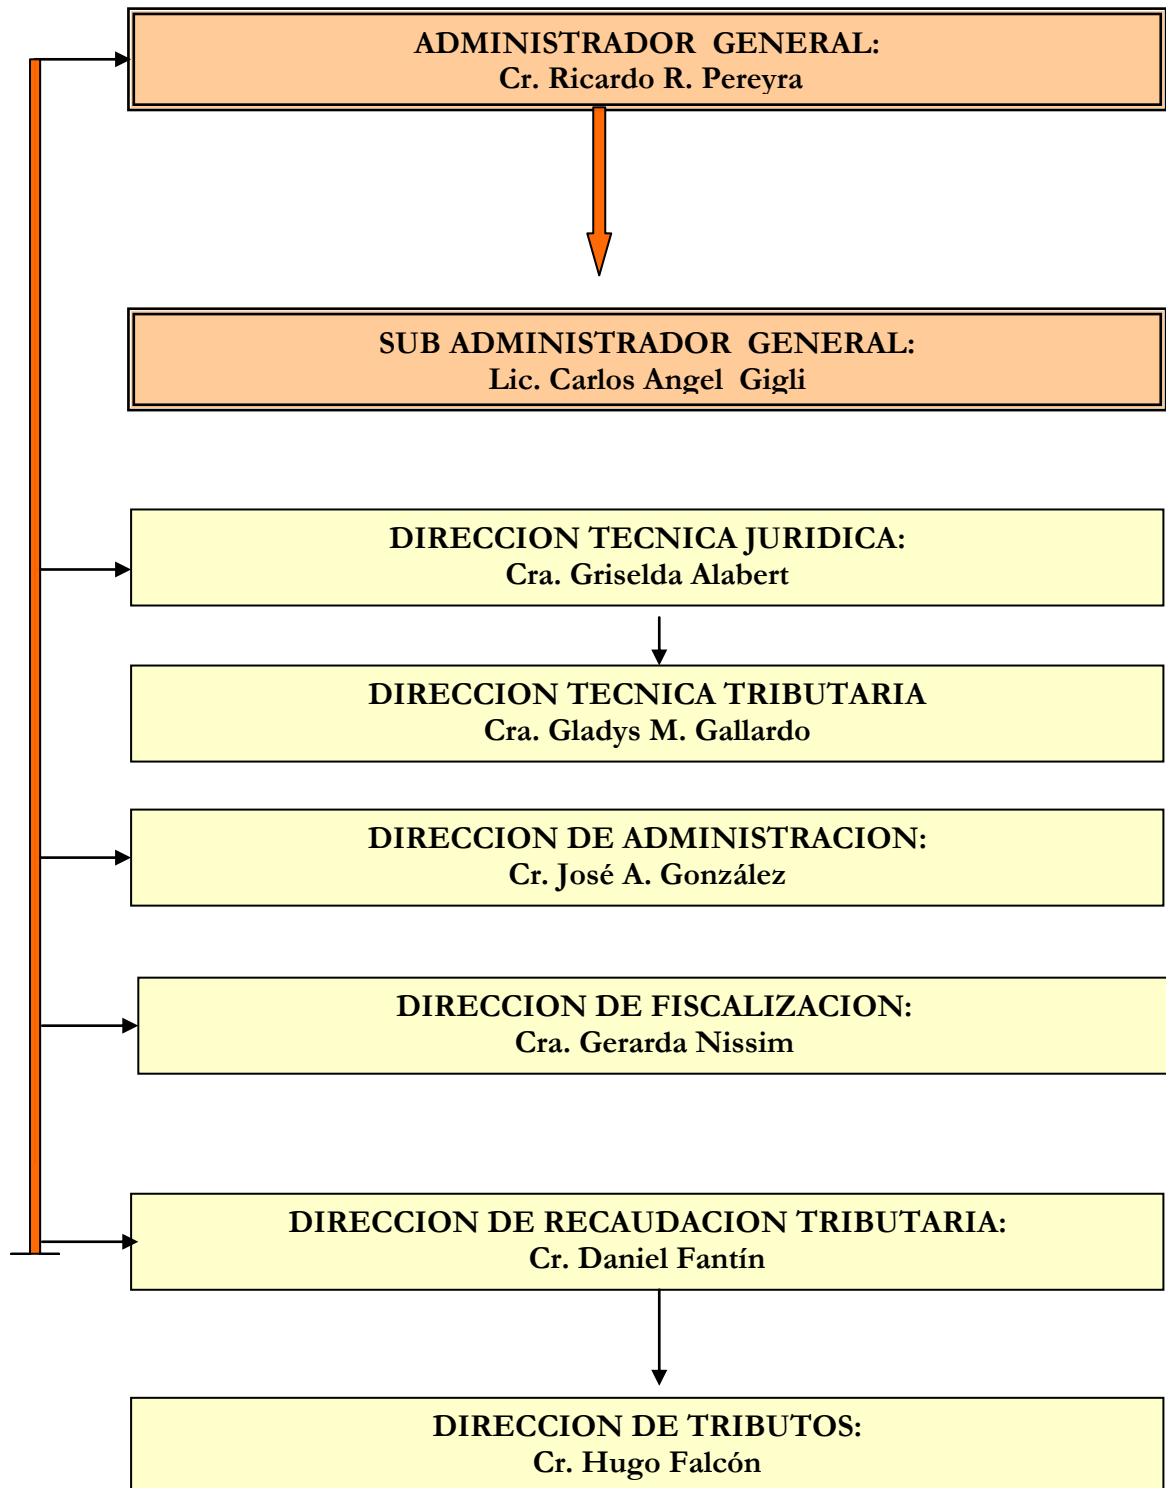 ADMINISTRADOR GENERAL:
Cr. Ricardo R. Pereyra
SUB ADMINISTRADOR GENERAL:
Lic. Carlos Angel Gigli
DIRECCION TECNICA JURIDICA:
Cra. Griselda Alabert
DIRECCION TECNICA TRIBUTARIA
Cra. Gladys M. Gallardo
DIRECCION DE ADMINISTRACION:
Cr. José A. González
DIRECCION DE FISCALIZACION:
Cra. Gerarda Nissim
DIRECCION DE RECAUDACION TRIBUTARIA:
Cr. Daniel Fantín
DIRECCION DE TRIBUTOS:
Cr. Hugo Falcón